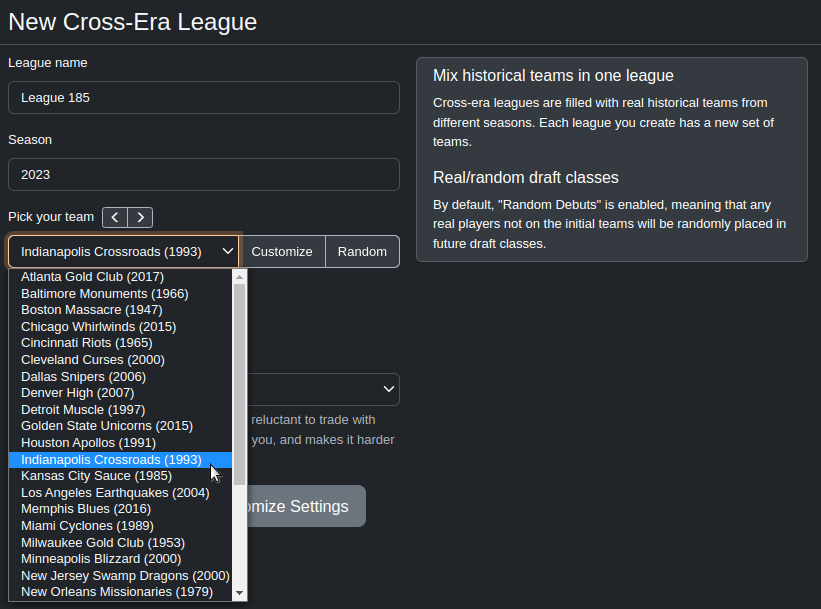 New Cross-Era League
League name
League 185
Season
2023
Pick your team
Indianapolis Crossroads (1993)
Customize
Random
Atlanta Gold Club (2017)
Baltimore Monuments (1966)
Boston Massacre (1947)
Chicago Whirlwinds (2015)
Cincinnati Riots (1965)
Cleveland Curses (2000)
Dallas Snipers (2006)
Denver High (2007)
Detroit Muscle (1997)
Golden State Unicorns (2015)
Houston Apollos (1991)
Indianapolis Crossroads (1993)
Kansas City Sauce (1985)
Los Angeles Earthquakes (2004)
Memphis Blues (2016)
Miami Cyclones (1989)
Milwaukee Gold Club (1953)
Minneapolis Blizzard (2000)
New Jersey Swamp Dragons (2000)
New Orleans Missionaries (1979)
reluctant to trade with
you, and makes it harder
omize Settings
Mix historical teams in one league
Cross-era leagues are filled with real historical teams from
different seasons. Each league you create has a new set of
teams.
Real/random draft classes
By default, "Random Debuts" is enabled, meaning that any
real players not on the initial teams will be randomly placed in
future draft classes.